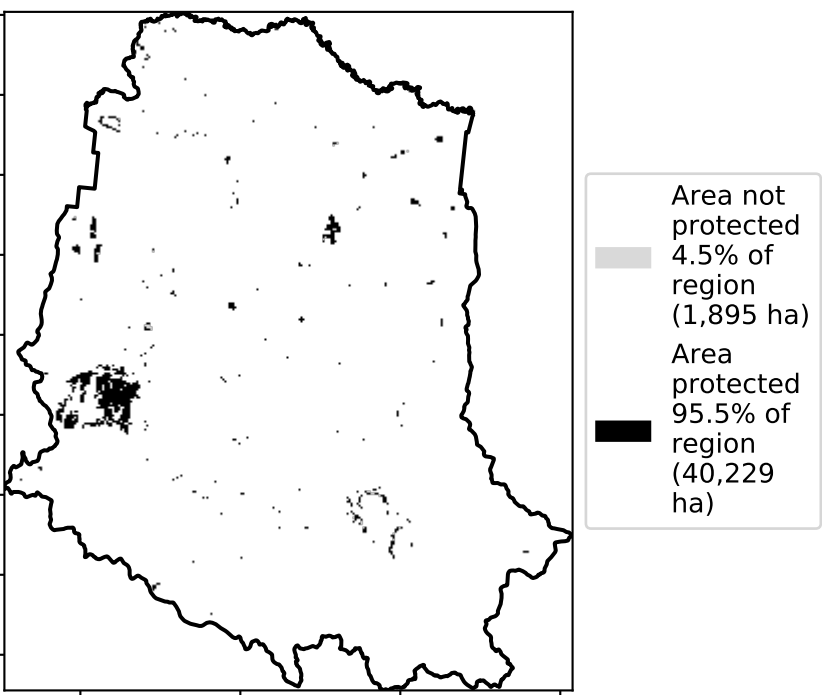 Area not
protected
4.5% of
region
(1,895 ha)
Area
protected
95.5% of
region
(40,229
ha)